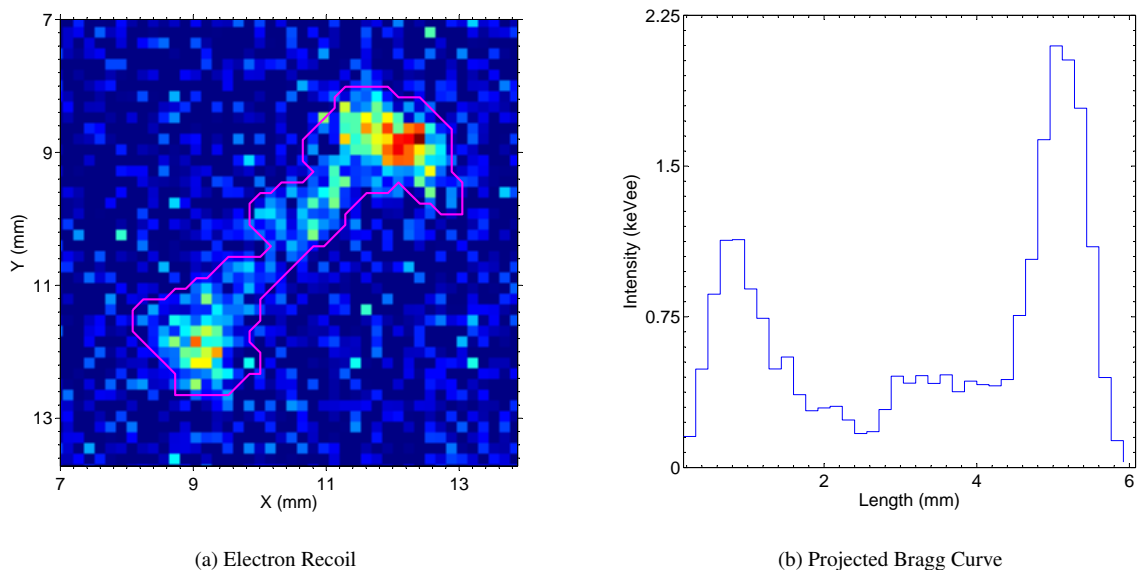 7
9
11
13
Y (mm)
7
9
11
13
X (mm)
(a) Electron Recoil
2.25
1.5
0.75
0
Intensity (keVee)
2
4
6
Length (mm)
(b) Projected Bragg Curve